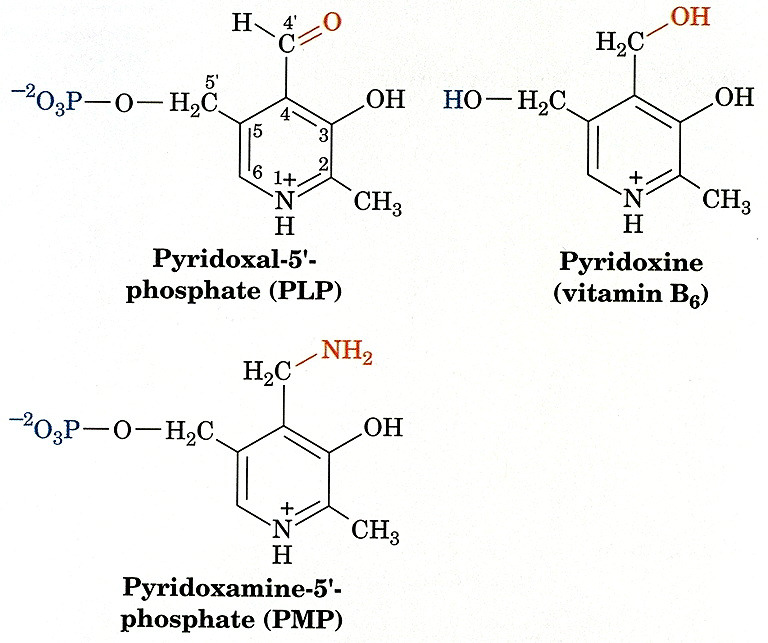 H 4' O
C
5'
⁻²O₃P—O—H₂C OH
4
5 3
6 1+ 2
N CH₃
H
Pyridoxal-5'-
phosphate (PLP)
OH
H₂C
HO—H₂C OH
+
N CH₃
H
Pyridoxine
(vitamin B₆)
NH₂
H₂C
⁻²O₃P—O—H₂C OH
+
N CH₃
H
Pyridoxamine-5'-
phosphate (PMP)